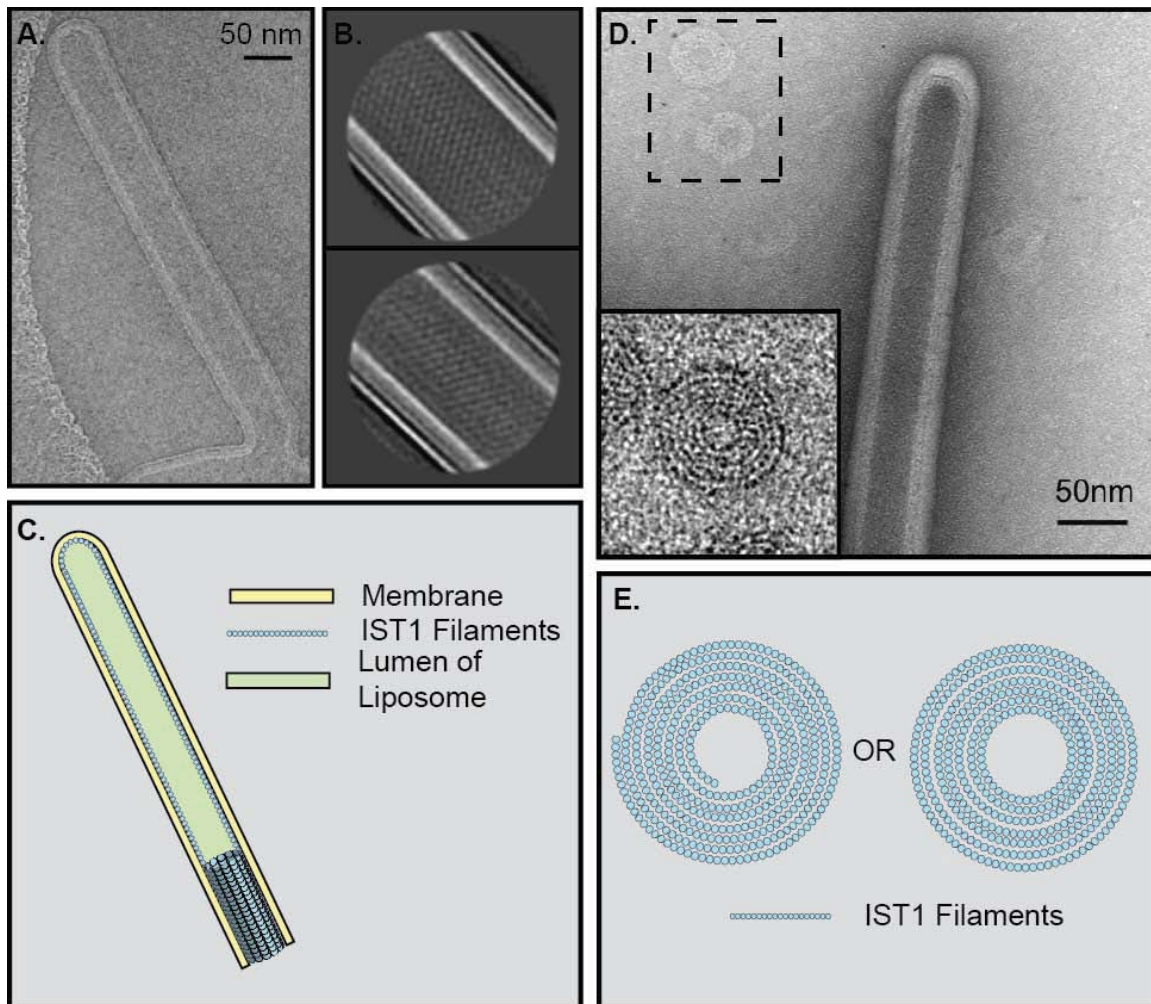 A.
50 nm
B.
C.
Membrane
IST1 Filaments
Lumen of
Liposome
D.
50nm
E.
OR
IST1 Filaments